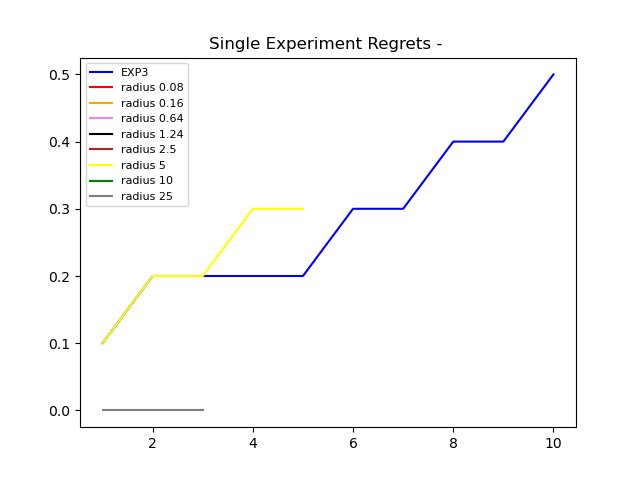 Single Experiment Regrets -
EXP3
radius 0.08
radius 0.16
radius 0.64
radius 1.24
radius 2.5
radius 5
radius 10
radius 25
0.5
0.4
0.3
0.2
0.1
0.0
2 4 6 8 10